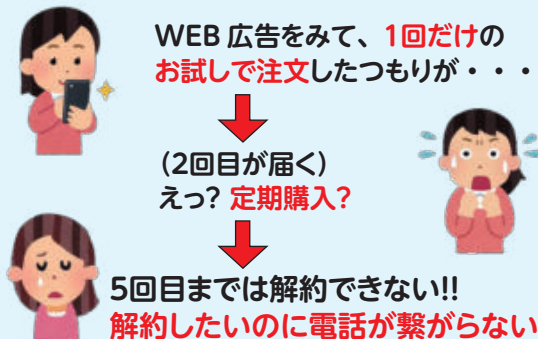 WEB 広告をみて、1回だけの
お試しで注文したつもりが・・・
(2回目が届く)
えっ? 定期購入?
5回目までは解約できない!!
解約したいのに電話が繋がらない